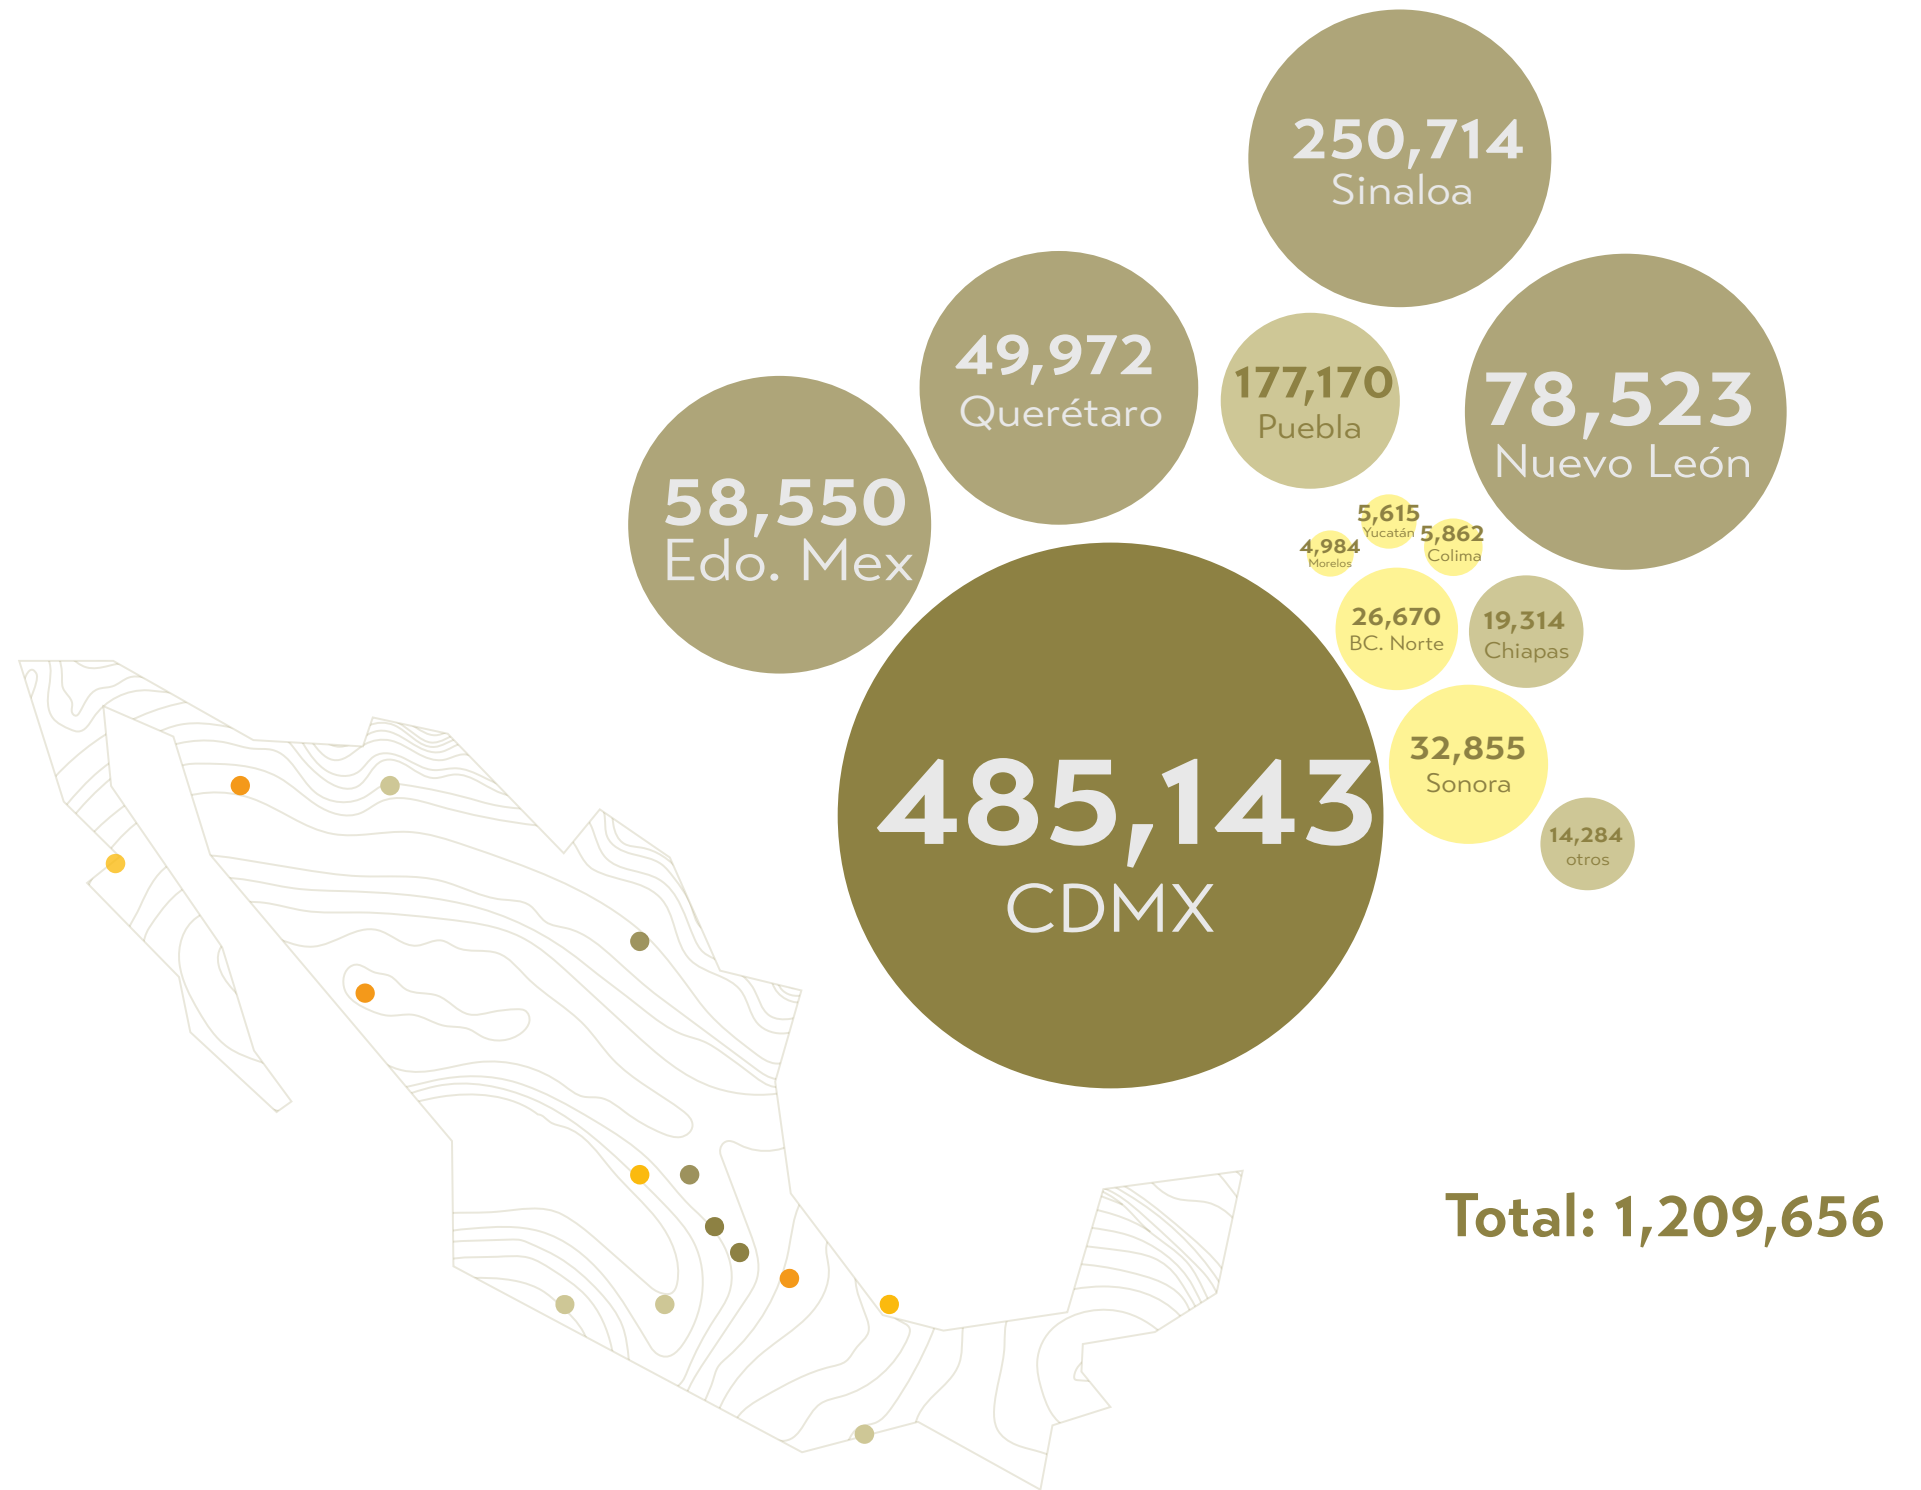 250,714
Sinaloa
49,972
Querétaro
177,170
Puebla
78,523
Nuevo León
58,550
Edo. Mex
5,615
Yucatán
5,862
Colima
4,984
Morelos
26,670
BC. Norte
19,314
Chiapas
32,855
Sonora
485,143
CDMX
14,284
otros
Total: 1,209,656